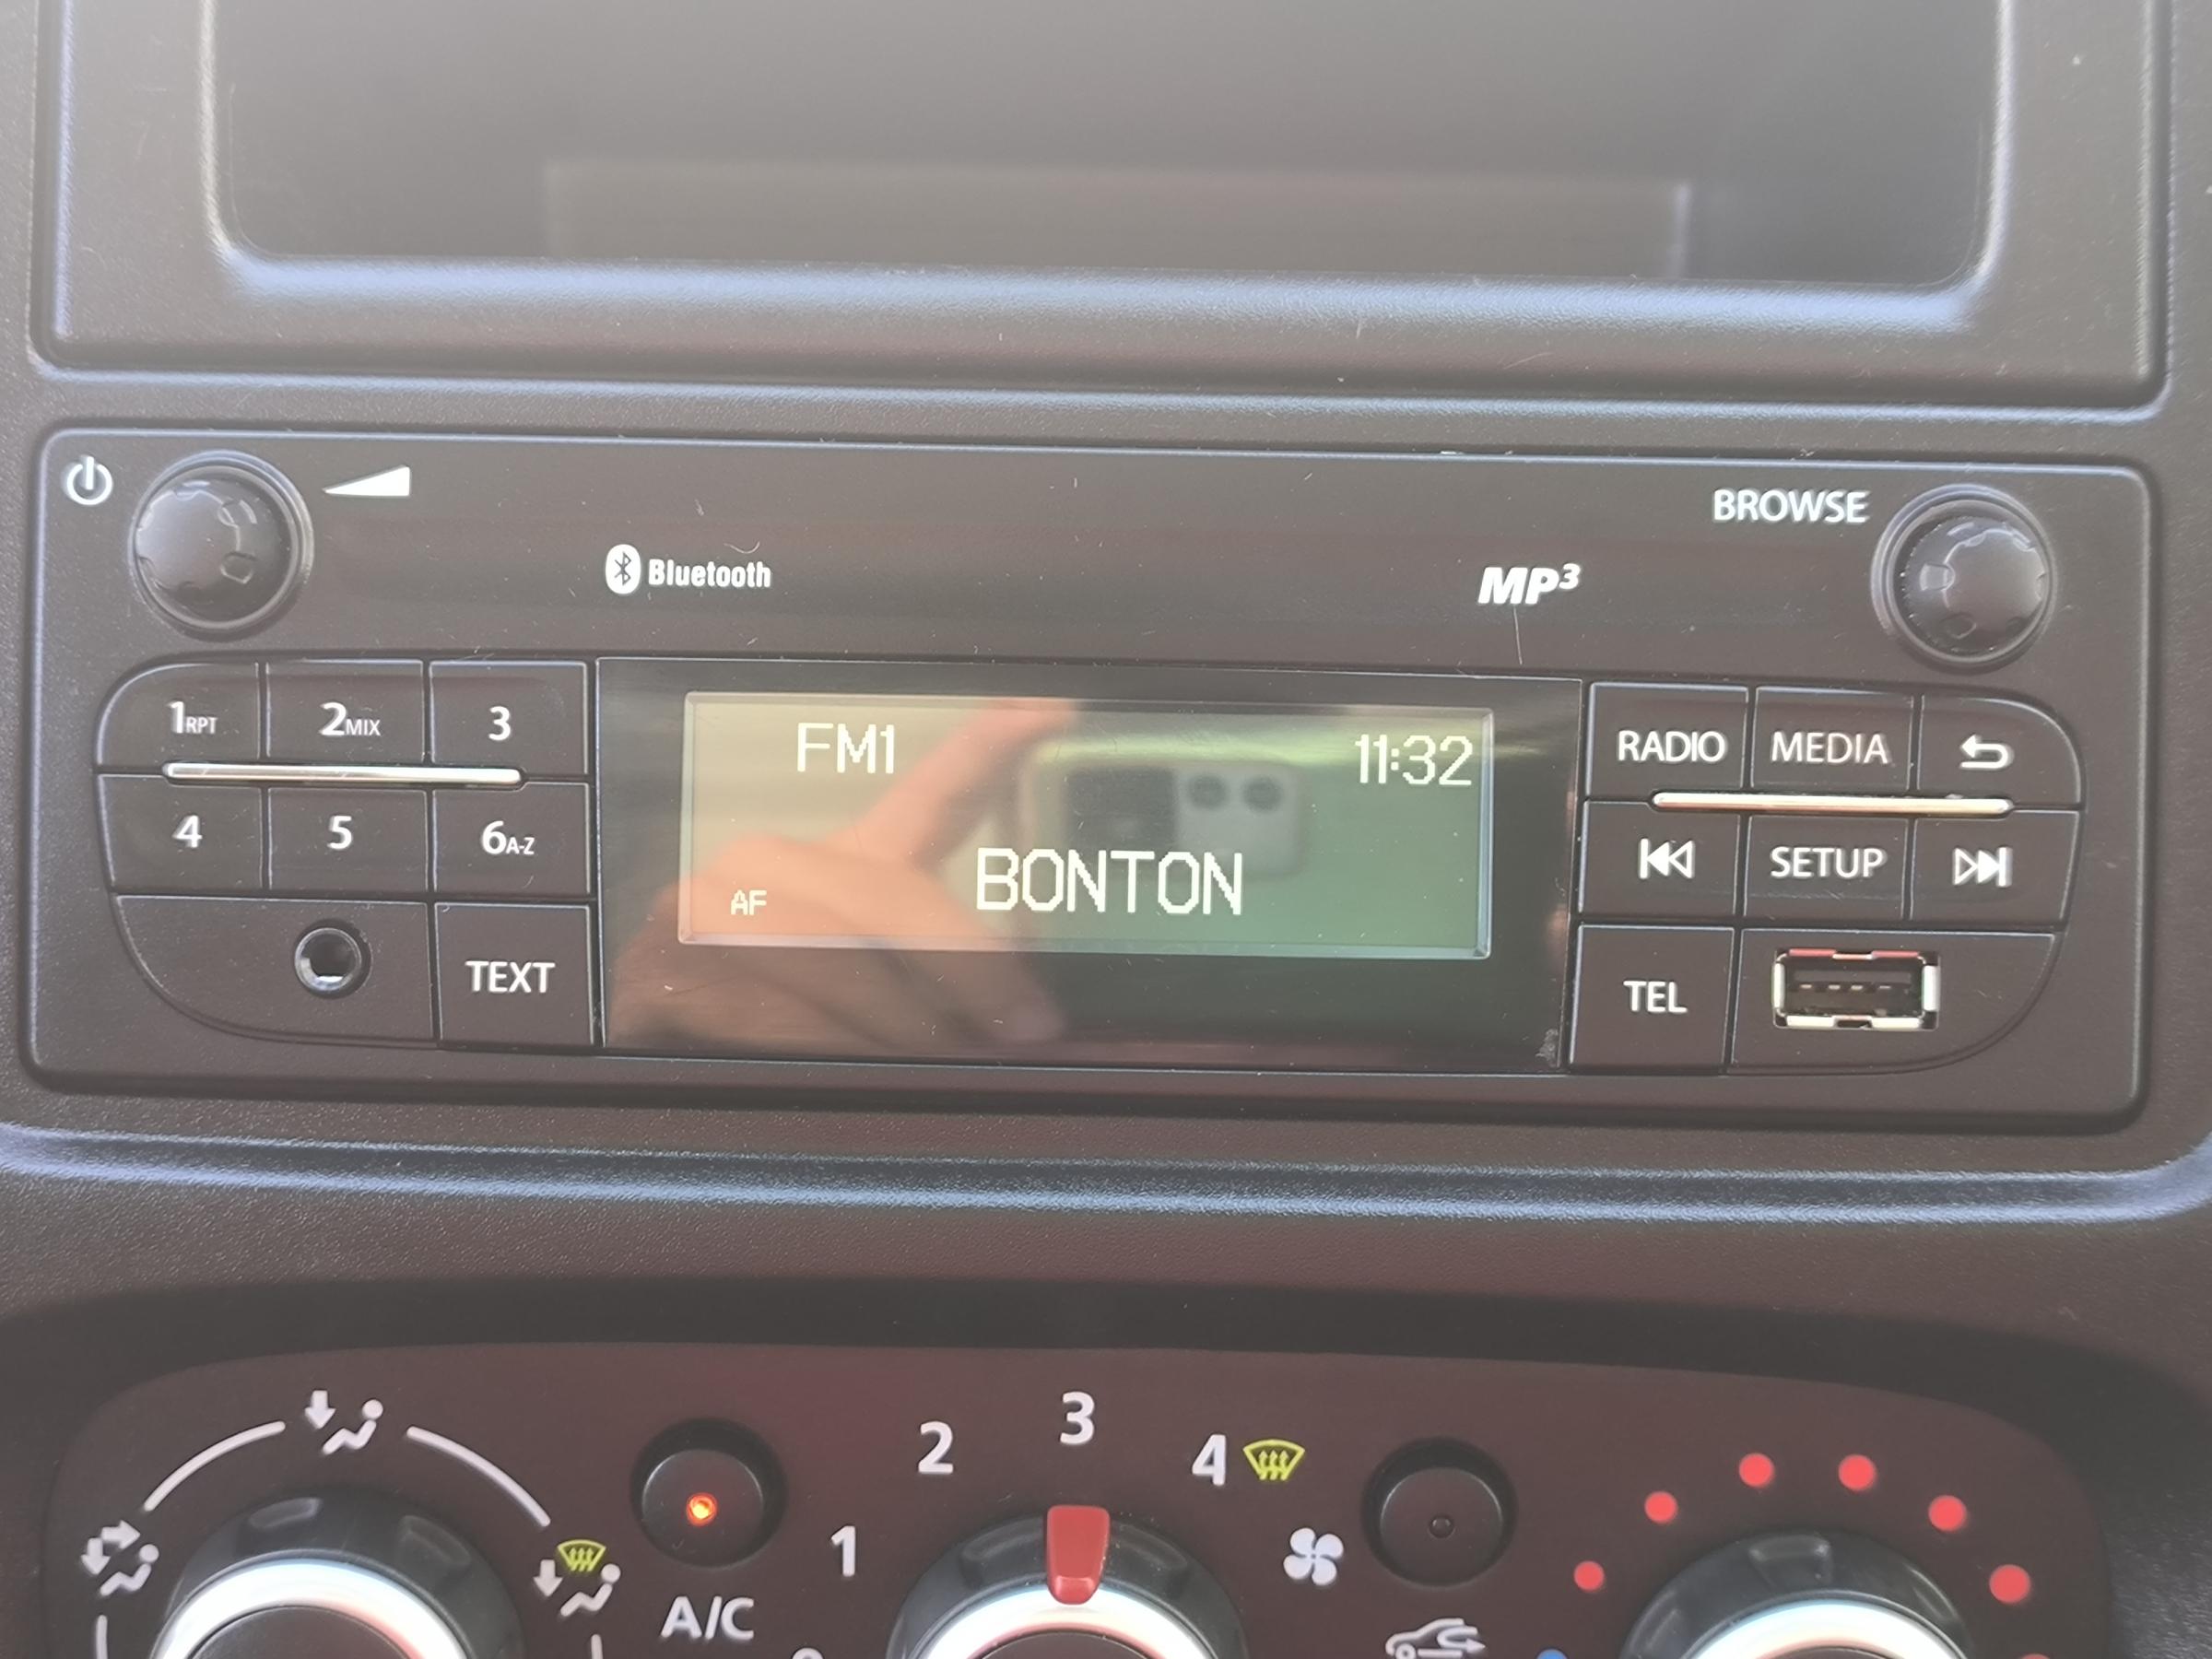 BROWSE
Bluetooth
MP3
1RPT 2MIX 3
FM1 11:32
RADIO MEDIA
4 5 6A-Z
AF BONTON
SETUP
TEXT
TEL
2 3 4
1
A/C
0